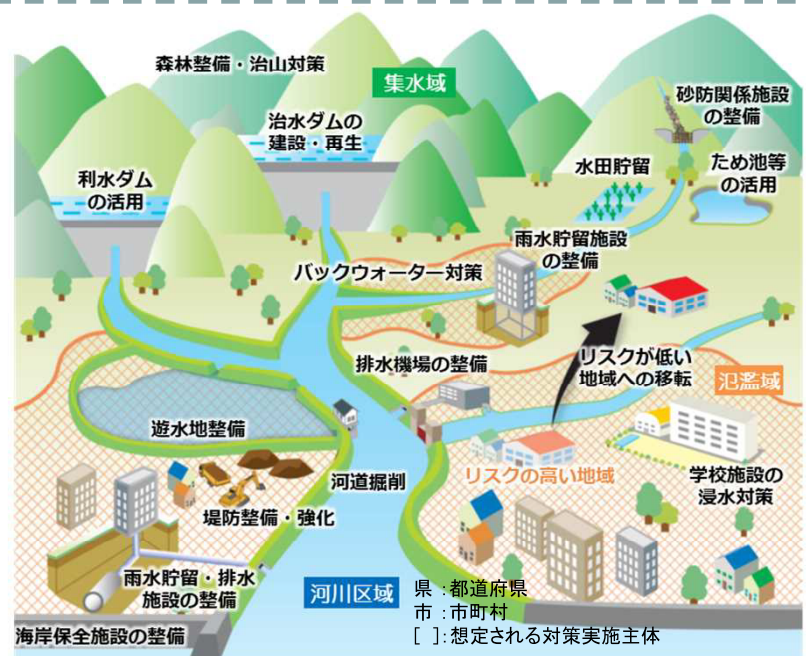 森林整備・治山対策
集水域
砂防関係施設
の整備
治水ダムの
建設・再生
水田貯留
ため池等
の活用
利水ダム
の活用
雨水貯留施設
の整備
バックウォーター対策
排水機場の整備
リスクが低い
地域への移転
氾濫域
遊水地整備
リスクの高い地域
学校施設の
浸水対策
河道掘削
堤防整備・強化
雨水貯留・排水
施設の整備
河川区域
県 :都道府県
市 :市町村
[ ]:想定される対策実施主体
海岸保全施設の整備